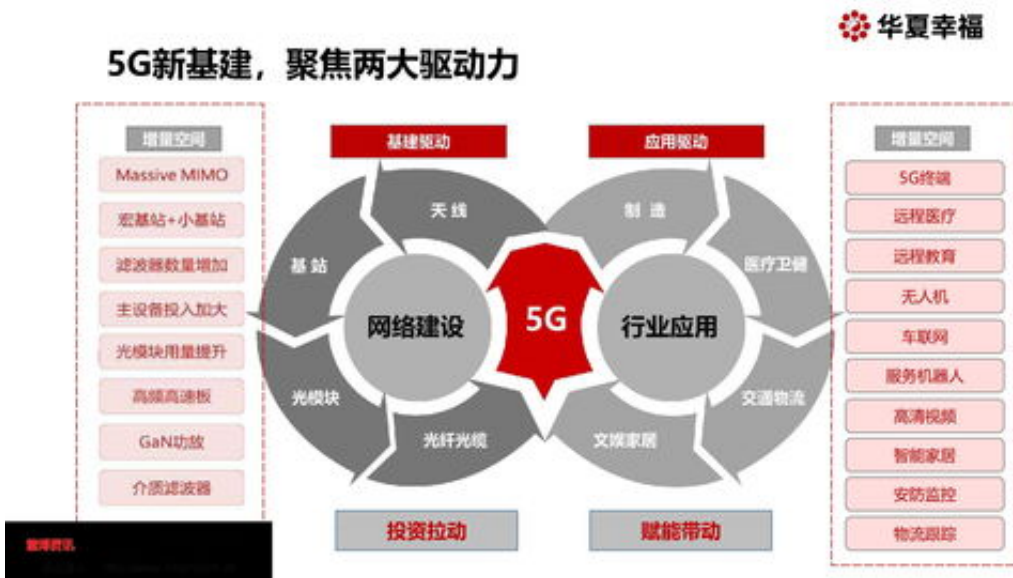 华夏幸福
5G新基建，聚焦两大驱动力
增量空间
Massive MIMO
宏基站+小基站
滤波器数量增加
主设备投入加大
光模块用量提升
高频高速板
GaN功放
介质滤波器
基建驱动
应用驱动
天线
基站
光模块
光纤光缆
网络建设
5G
行业应用
制造
医疗卫健
交通物流
文娱家居
投资拉动
赋能带动
增量空间
5G终端
远程医疗
远程教育
无人机
车联网
服务机器人
高清视频
智能家居
安防监控
物流跟踪